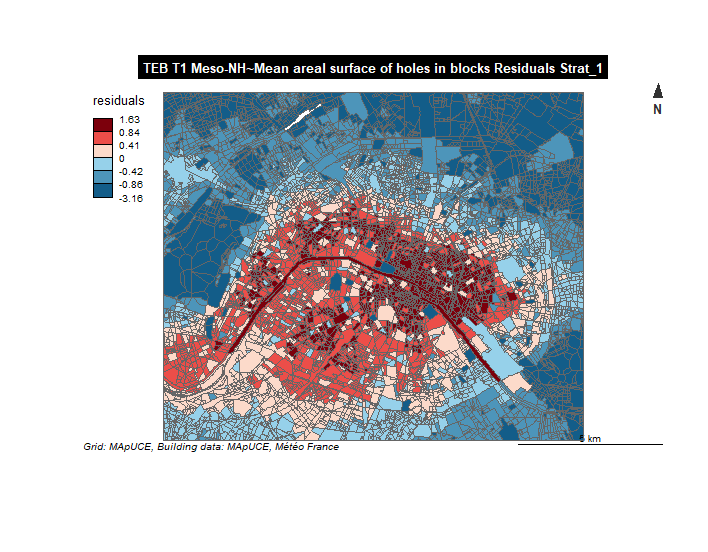 TEB T1 Meso-NH~Mean areal surface of holes in blocks Residuals Strat_1
N
residuals
1.63
0.84
0.41
0
-0.42
-0.86
-3.16
5 km
Grid: MApUCE, Building data: MApUCE, Météo France